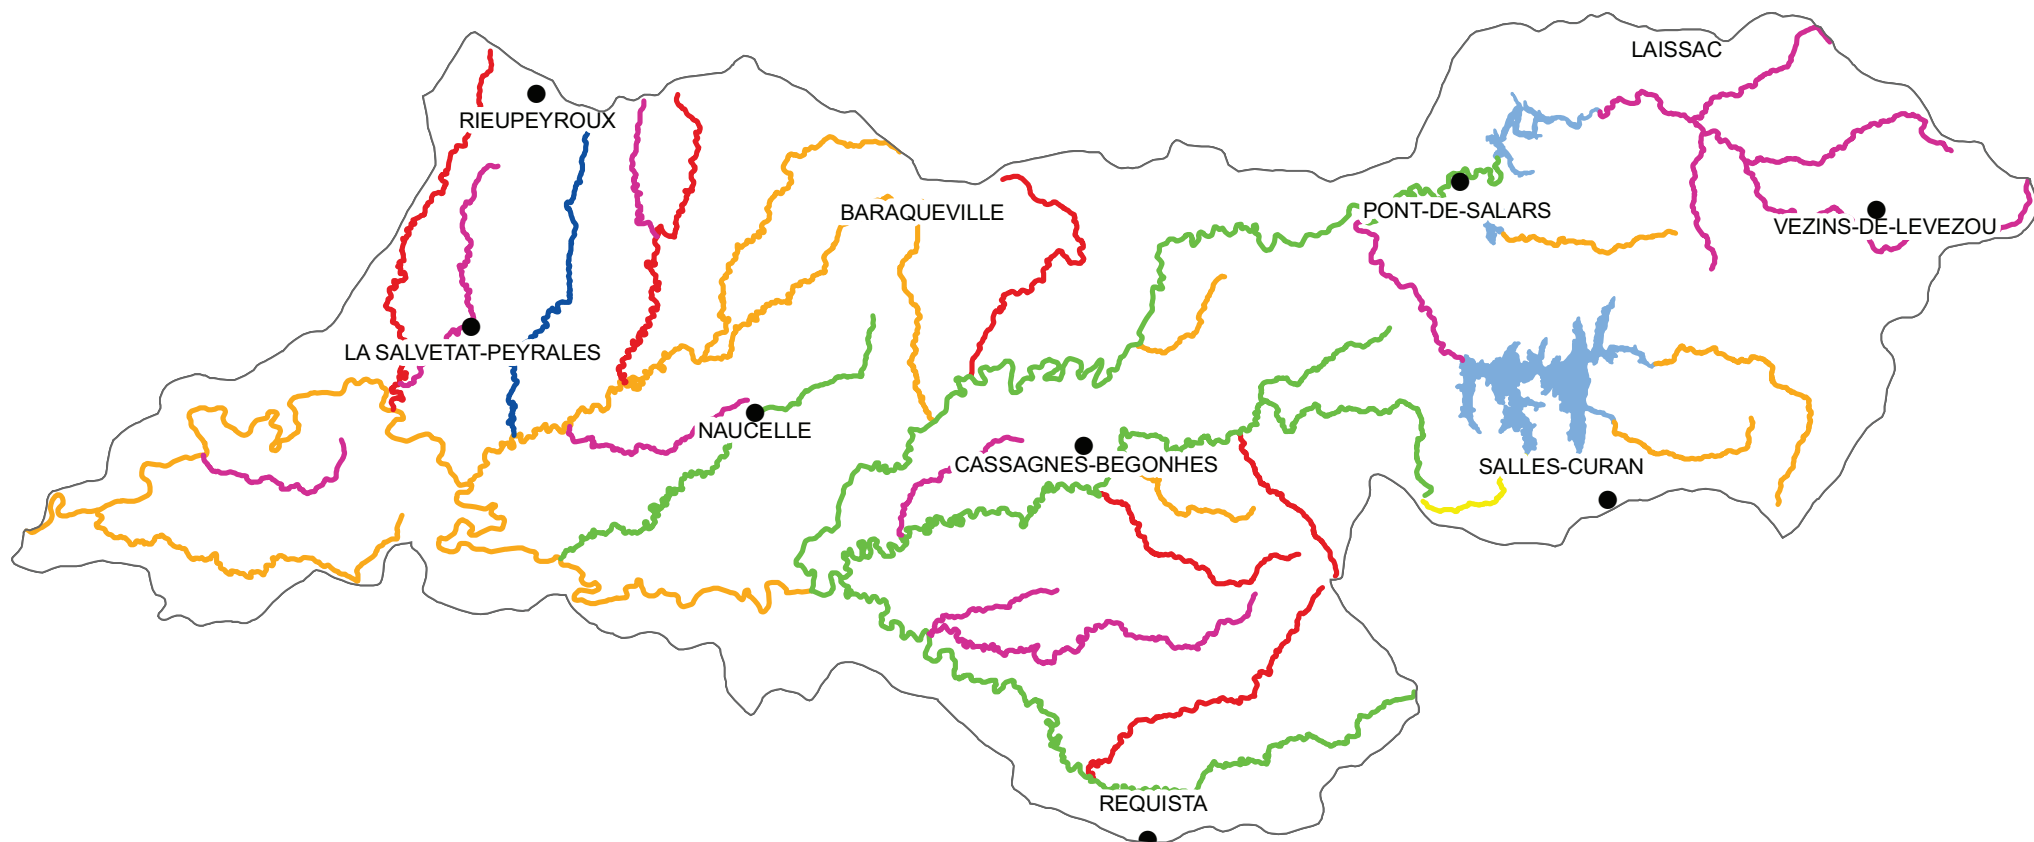 LAISSAC
RIEUPEYROUX
BARAQUEVILLE
PONT-DE-SALARS
VEZINS-DE-LEVEZOU
LA SALVETAT-PEYRALES
NAUCELLE
CASSAGNES-BEGONHES
SALLES-CURAN
REQUISTA